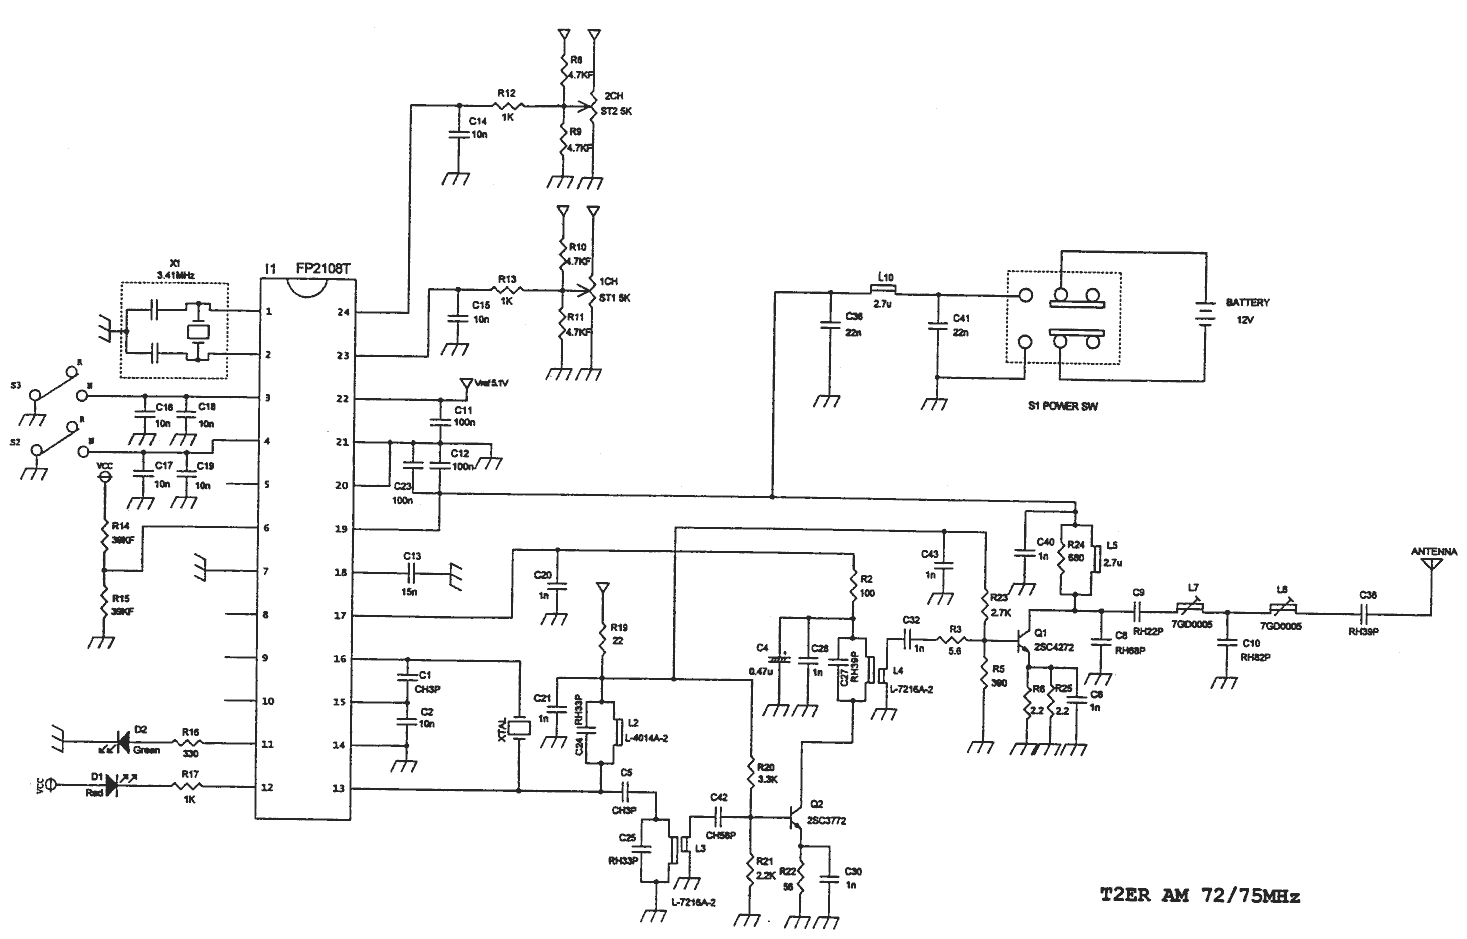 R8
4.7KF
2CH
ST2 5K
R12
1K
C14
10n
R9
4.7KF
R10
4.7KF
1CH
ST1 5K
R13
1K
C15
10n
R11
4.7KF
X1
3.41MHz
I1 FP2108T
1
2
3
4
5
6
7
8
9
10
11
12
24
23
22
21
20
19
18
17
16
15
14
13
S3
R
N
C16
10n
C18
10n
S2
R
N
C17
10n
C19
10n
VCC
R14
39KF
R15
39KF
D2
Green
R16
330
VCC
D1
Red
R17
1K
Vref 5.1V
C11
100n
C12
100n
C23
100n
C13
15n
C20
1n
R19
22
C1
CH3P
C2
10n
XTAL
C21
1n
RH33P
C24
L2
L-4014A-2
C5
CH3P
C25
RH33P
L3
L-7216A-2
C42
CH56P
R20
3.3K
R21
2.2K
Q2
2SC3772
R22
56
C30
1n
R2
100
C4
0.47u
+
C28
1n
C27
RH39P
L4
L-7216A-2
C32
1n
R3
5.6
C43
1n
R23
2.7K
R5
390
Q1
2SC4272
R6
2.2
R25
2.2
C6
1n
C40
1n
R24
680
L5
2.7u
C8
RH68P
C9
RH22P
L7
7GD0005
C10
RH82P
L6
7GD0005
C38
RH39P
ANTENNA
C36
22n
L10
2.7u
C41
22n
S1 POWER SW
BATTERY
12V
T2ER AM 72/75MHz